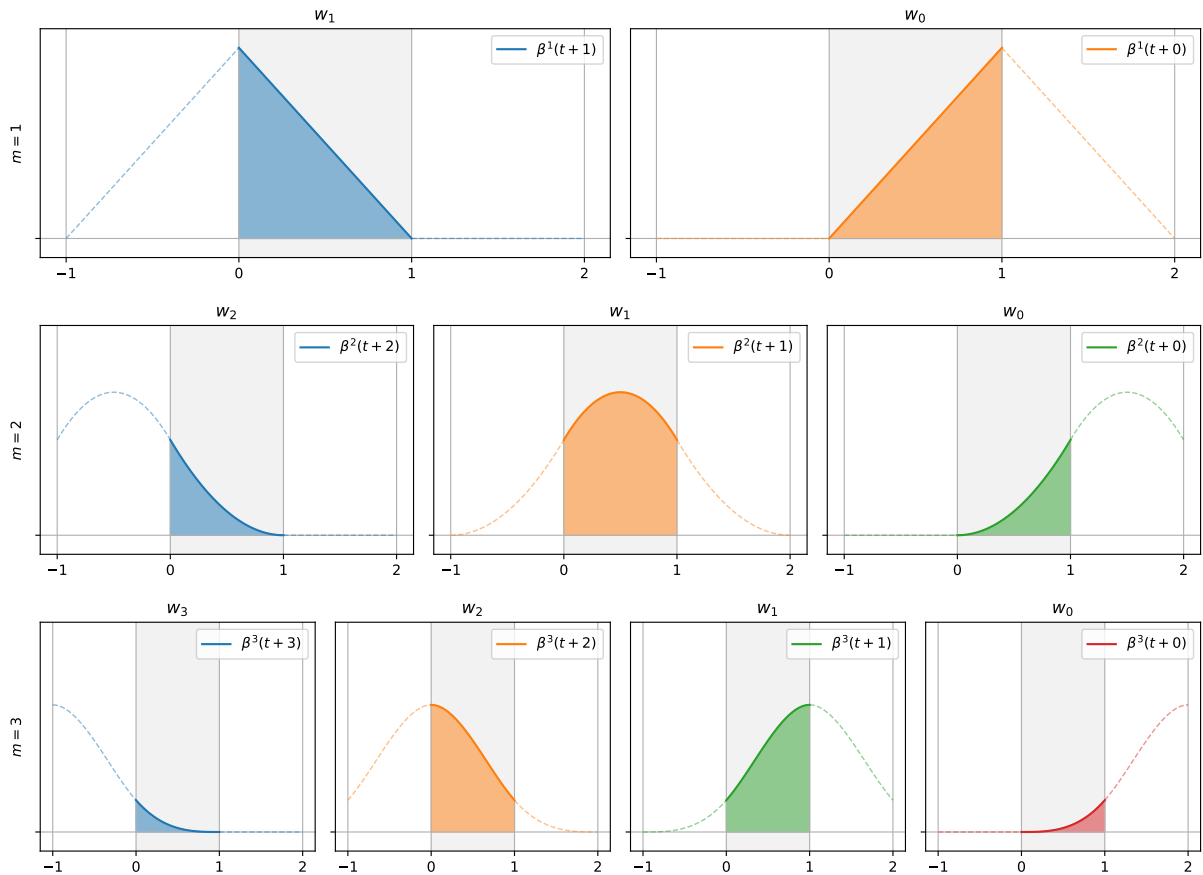 w₁ w₀
β¹(t+1) β¹(t+0)
m = 1
−1 0 1 2 −1 0 1 2
w₂ w₁ w₀
β²(t+2) β²(t+1) β²(t+0)
m = 2
−1 0 1 2 −1 0 1 2 −1 0 1 2
w₃ w₂ w₁ w₀
β³(t+3) β³(t+2) β³(t+1) β³(t+0)
m = 3
−1 0 1 2 −1 0 1 2 −1 0 1 2 −1 0 1 2